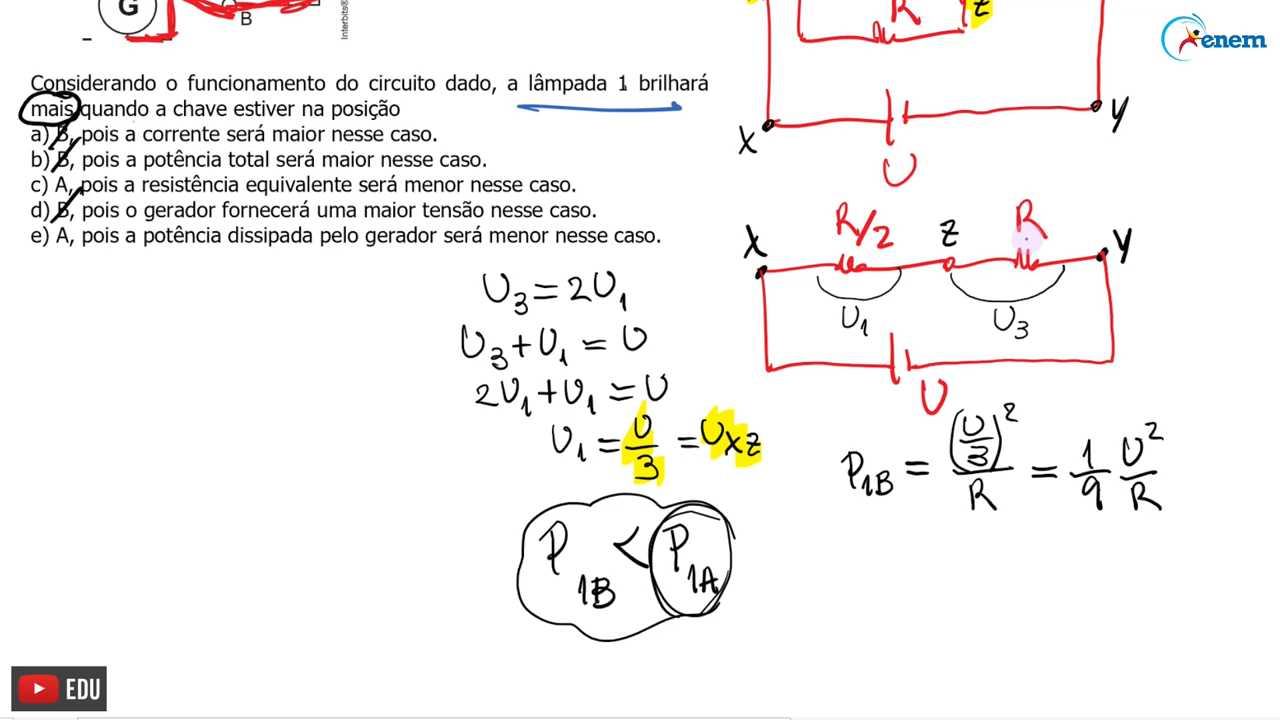 G
B
Interbits®
R
z
enem
X
Y
U
Considerando o funcionamento do circuito dado, a lâmpada 1 brilhará
mais quando a chave estiver na posição
a) B, pois a corrente será maior nesse caso.
b) B, pois a potência total será maior nesse caso.
c) A, pois a resistência equivalente será menor nesse caso.
d) B, pois o gerador fornecerá uma maior tensão nesse caso.
e) A, pois a potência dissipada pelo gerador será menor nesse caso.
X R/2 z R Y
U1 U3
U
U3 = 2U1
U3 + U1 = U
2U1 + U1 = U
U1 = U/3 = Uxz
P1B = (U/3)²/R = 1/9 U²/R
P1B < P1A
EDU